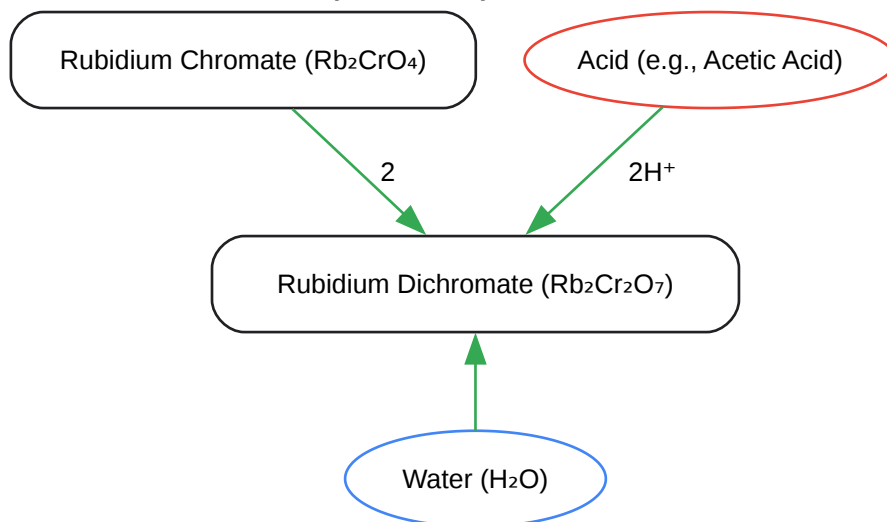 Rubidium Chromate (Rb₂CrO₄)
Acid (e.g., Acetic Acid)
2
2H⁺
Rubidium Dichromate (Rb₂Cr₂O₇)
Water (H₂O)